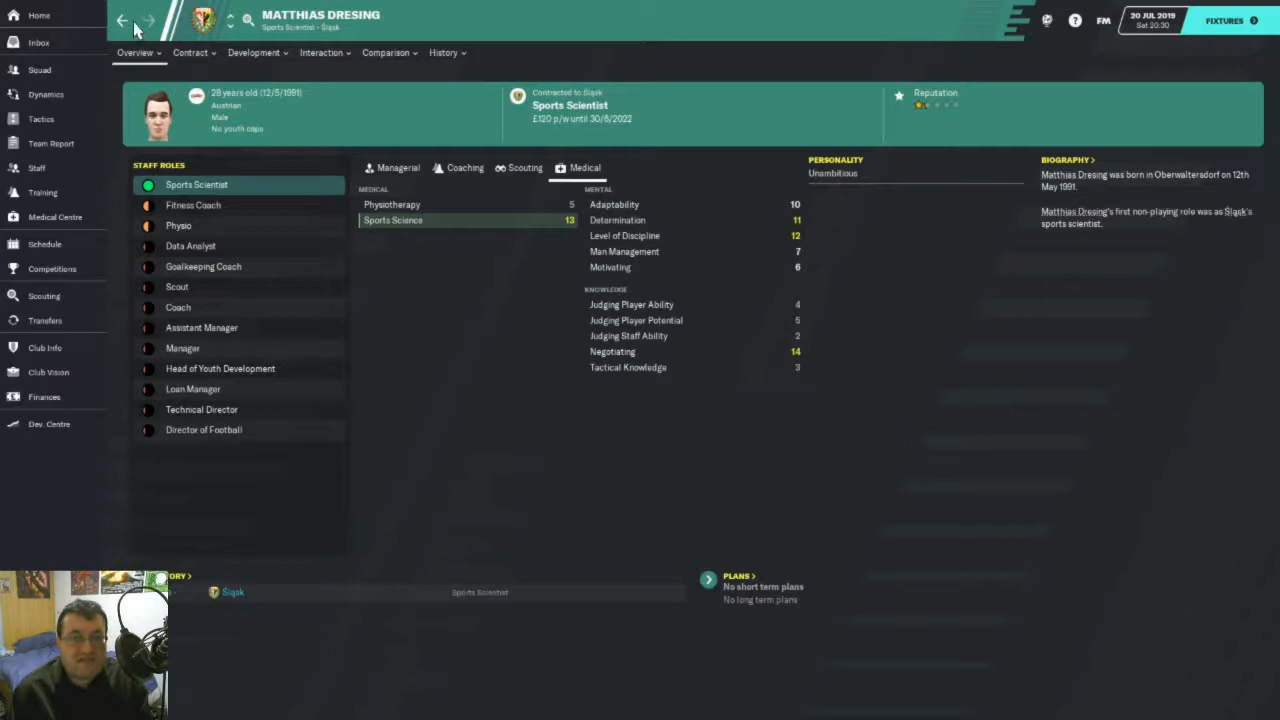 Home
Inbox
Squad
Dynamics
Tactics
Team Report
Staff
Training
Medical Centre
Schedule
Competitions
Scouting
Transfers
Club Info
Club Vision
Finances
Dev. Centre
MATTHIAS DRESING
Sports Scientist - Śląsk
FM
20 JUL 2019
Sat 20:30
FIXTURES
Overview
Contract
Development
Interaction
Comparison
History
28 years old (12/5/1991)
Austrian
Male
No youth caps
Contracted to Śląsk
Sports Scientist
£120 p/w until 30/6/2022
Reputation
STAFF ROLES
Sports Scientist
Fitness Coach
Physio
Data Analyst
Goalkeeping Coach
Scout
Coach
Assistant Manager
Manager
Head of Youth Development
Loan Manager
Technical Director
Director of Football
Managerial
Coaching
Scouting
Medical
MEDICAL
Physiotherapy 5
Sports Science 13
MENTAL
Adaptability 10
Determination 11
Level of Discipline 12
Man Management 7
Motivating 6
KNOWLEDGE
Judging Player Ability 4
Judging Player Potential 5
Judging Staff Ability 2
Negotiating 14
Tactical Knowledge 3
PERSONALITY
Unambitious
BIOGRAPHY >
Matthias Dresing was born in Oberwaltersdorf on 12th
May 1991.
Matthias Dresing's first non-playing role was as Śląsk's
sports scientist.
TORY >
Śląsk
Sports Scientist
PLANS >
No short term plans
No long term plans